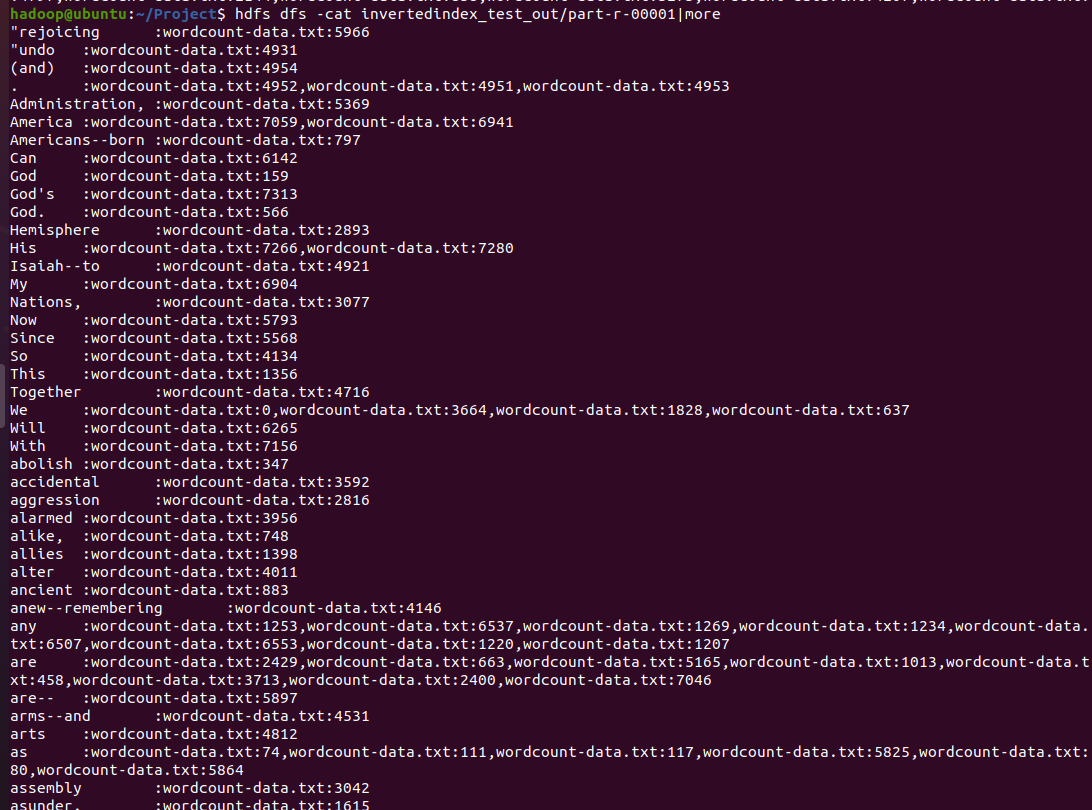 hadoop@ubuntu:~/Project$ hdfs dfs -cat invertedindex_test_out/part-r-00001|more
"rejoicing :wordcount-data.txt:5966
"undo :wordcount-data.txt:4931
(and) :wordcount-data.txt:4954
. :wordcount-data.txt:4952,wordcount-data.txt:4951,wordcount-data.txt:4953
Administration, :wordcount-data.txt:5369
America :wordcount-data.txt:7059,wordcount-data.txt:6941
Americans--born :wordcount-data.txt:797
Can :wordcount-data.txt:6142
God :wordcount-data.txt:159
God's :wordcount-data.txt:7313
God. :wordcount-data.txt:566
Hemisphere :wordcount-data.txt:2893
His :wordcount-data.txt:7266,wordcount-data.txt:7280
Isaiah--to :wordcount-data.txt:4921
My :wordcount-data.txt:6904
Nations, :wordcount-data.txt:3077
Now :wordcount-data.txt:5793
Since :wordcount-data.txt:5568
So :wordcount-data.txt:4134
This :wordcount-data.txt:1356
Together :wordcount-data.txt:4716
We :wordcount-data.txt:0,wordcount-data.txt:3664,wordcount-data.txt:1828,wordcount-data.txt:637
Will :wordcount-data.txt:6265
With :wordcount-data.txt:7156
abolish :wordcount-data.txt:347
accidental :wordcount-data.txt:3592
aggression :wordcount-data.txt:2816
alarmed :wordcount-data.txt:3956
alike, :wordcount-data.txt:748
allies :wordcount-data.txt:1398
alter :wordcount-data.txt:4011
ancient :wordcount-data.txt:883
anew--remembering :wordcount-data.txt:4146
any :wordcount-data.txt:1253,wordcount-data.txt:6537,wordcount-data.txt:1269,wordcount-data.txt:1234,wordcount-data.
txt:6507,wordcount-data.txt:6553,wordcount-data.txt:1220,wordcount-data.txt:1207
are :wordcount-data.txt:2429,wordcount-data.txt:663,wordcount-data.txt:5165,wordcount-data.txt:1013,wordcount-data.t
xt:458,wordcount-data.txt:3713,wordcount-data.txt:2400,wordcount-data.txt:7046
are-- :wordcount-data.txt:5897
arms--and :wordcount-data.txt:4531
arts :wordcount-data.txt:4812
as :wordcount-data.txt:74,wordcount-data.txt:111,wordcount-data.txt:117,wordcount-data.txt:5825,wordcount-data.txt:
80,wordcount-data.txt:5864
assembly :wordcount-data.txt:3042
asunder. :wordcount-data.txt:1615